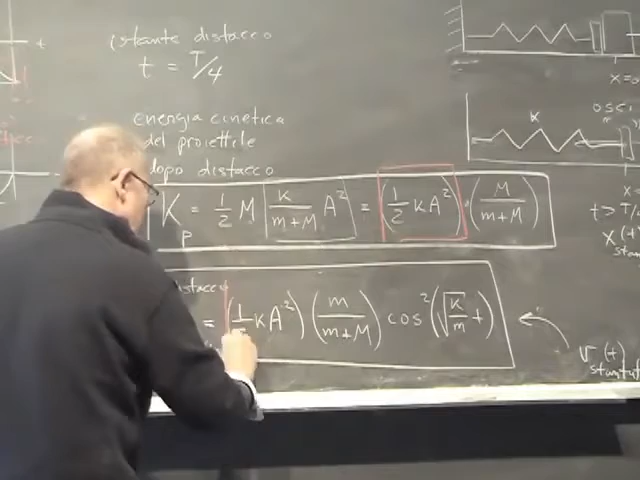 istante distacco
t = T/4
energia cinetica
del proiettile
dopo distacco
K_p = 1/2 M K/(m+M) A² = (1/2 KA²) · (M/(m+M))
distacco
= (1/2 KA²) (m/(m+M)) cos² (√(K/m) t)
K
x=0
t > T/4
x(t)
v(t)